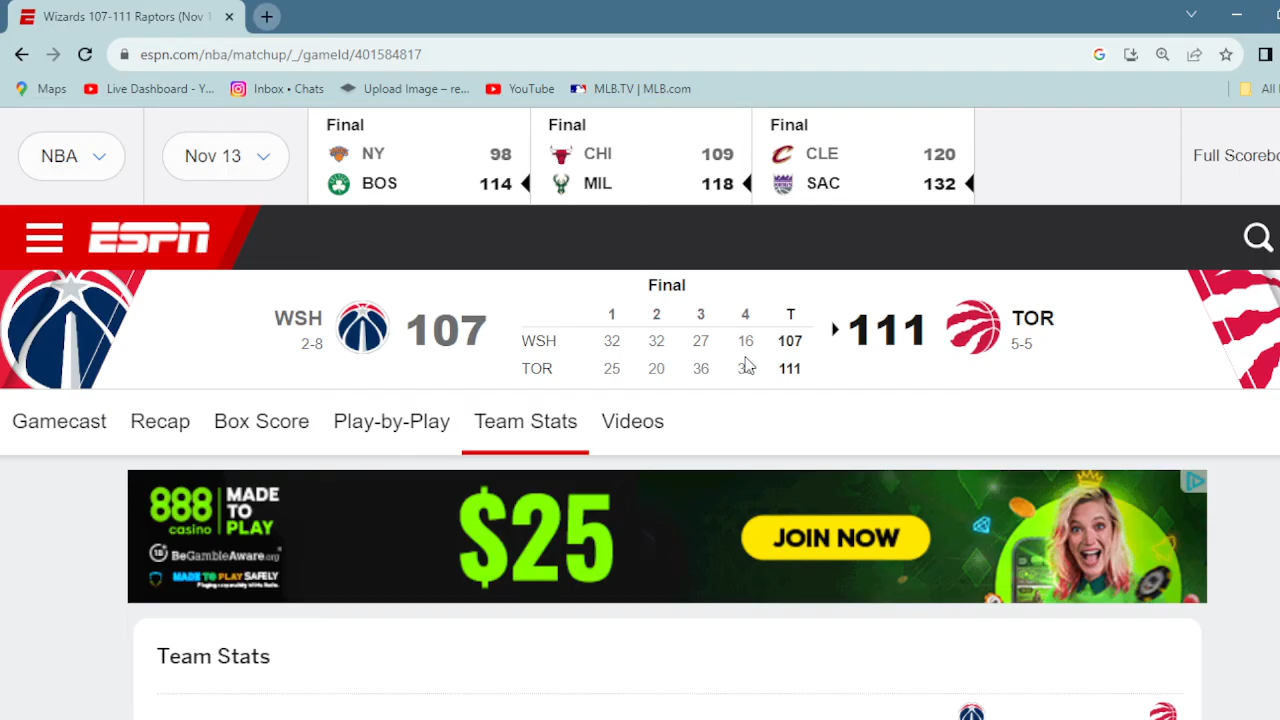 Wizards 107-111 Raptors (Nov 1
espn.com/nba/matchup/_/gameId/401584817
Maps Live Dashboard - Y... Inbox • Chats Upload Image – re... YouTube MLB.TV | MLB.com All
NBA
Nov 13
Final
NY 98
BOS 114
Final
CHI 109
MIL 118
Final
CLE 120
SAC 132
Full Scorebo
ESPN
Final
WSH
2-8
107
1 2 3 4 T
WSH 32 32 27 16 107
TOR 25 20 36 111
111
TOR
5-5
Gamecast Recap Box Score Play-by-Play Team Stats Videos
888 casino
MADE TO PLAY
BeGambleAware.org
MADE TO PLAY SAFELY
$25
JOIN NOW
Team Stats